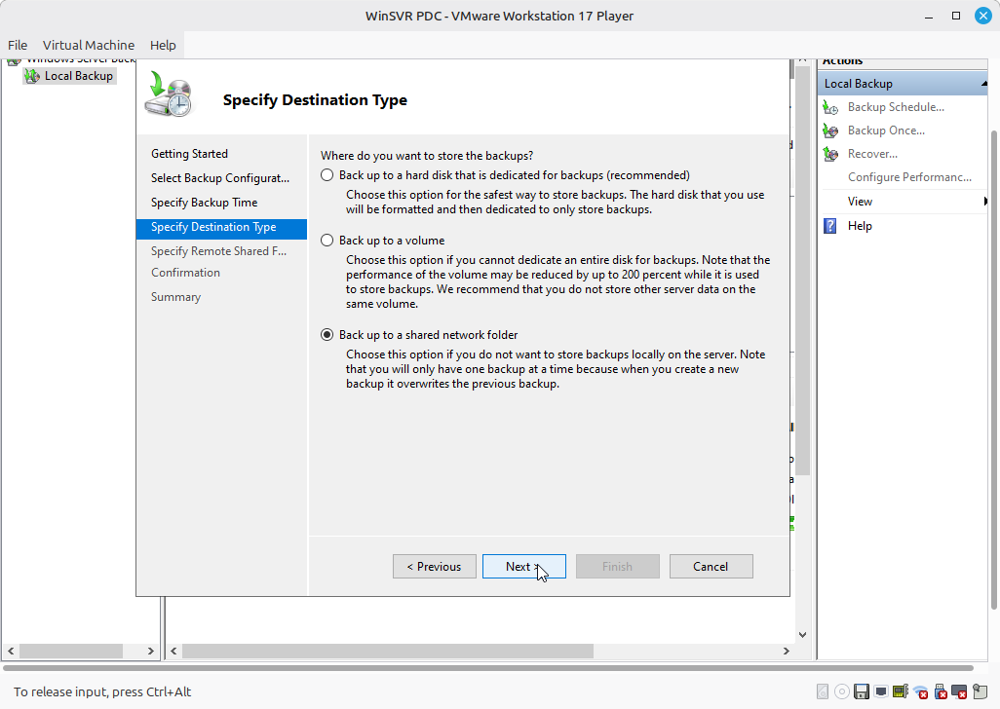 WinSVR PDC - VMware Workstation 17 Player
File Virtual Machine Help
Windows Server Back
Local Backup
Specify Destination Type
Getting Started
Select Backup Configurat...
Specify Backup Time
Specify Destination Type
Specify Remote Shared F...
Confirmation
Summary
Where do you want to store the backups?
Back up to a hard disk that is dedicated for backups (recommended)
Choose this option for the safest way to store backups. The hard disk that you use
will be formatted and then dedicated to only store backups.
Back up to a volume
Choose this option if you cannot dedicate an entire disk for backups. Note that the
performance of the volume may be reduced by up to 200 percent while it is used
to store backups. We recommend that you do not store other server data on the
same volume.
Back up to a shared network folder
Choose this option if you do not want to store backups locally on the server. Note
that you will only have one backup at a time because when you create a new
backup it overwrites the previous backup.
< Previous
Next >
Finish
Cancel
Actions
Local Backup
Backup Schedule...
Backup Once...
Recover...
Configure Performanc...
View
Help
To release input, press Ctrl+Alt